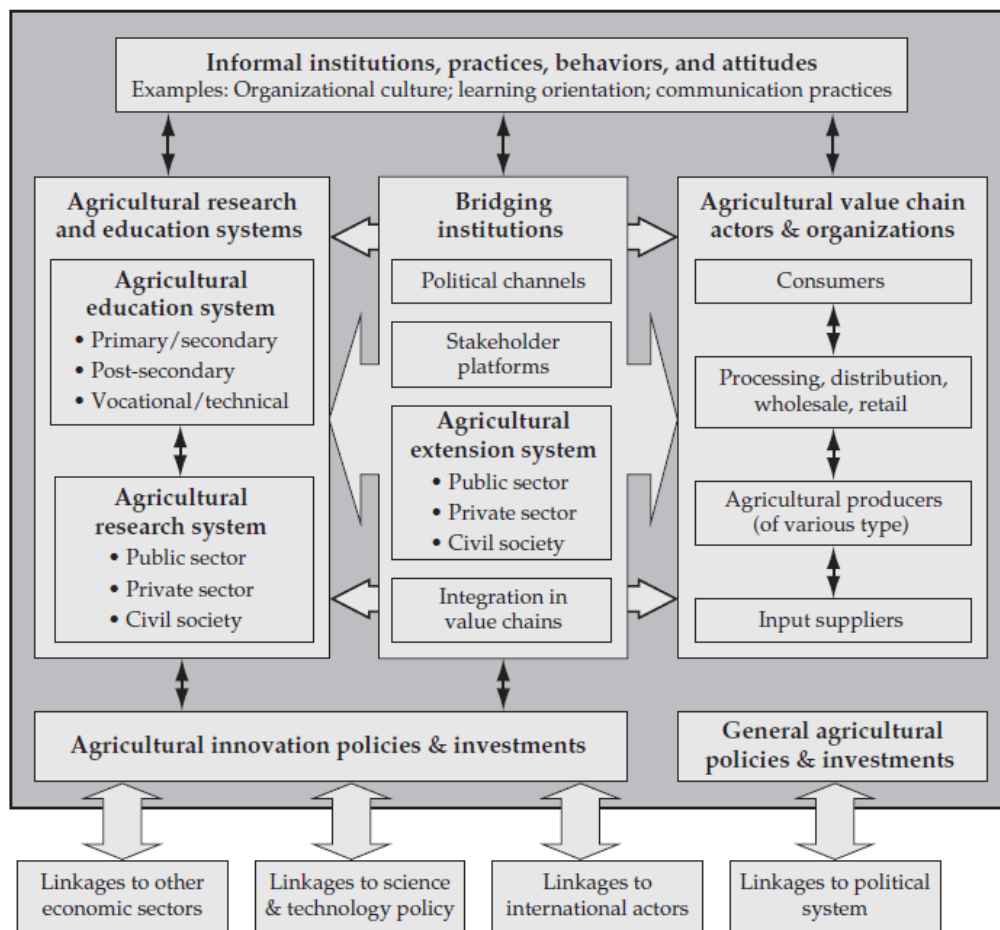 Informal institutions, practices, behaviors, and attitudes
Examples: Organizational culture; learning orientation; communication practices
Agricultural research
and education systems
Agricultural
education system
• Primary/secondary
• Post-secondary
• Vocational/technical
Agricultural
research system
• Public sector
• Private sector
• Civil society
Bridging
institutions
Political channels
Stakeholder
platforms
Agricultural
extension system
• Public sector
• Private sector
• Civil society
Integration in
value chains
Agricultural value chain
actors & organizations
Consumers
Processing, distribution,
wholesale, retail
Agricultural producers
(of various type)
Input suppliers
Agricultural innovation policies & investments
General agricultural
policies & investments
Linkages to other
economic sectors
Linkages to science
& technology policy
Linkages to
international actors
Linkages to political
system